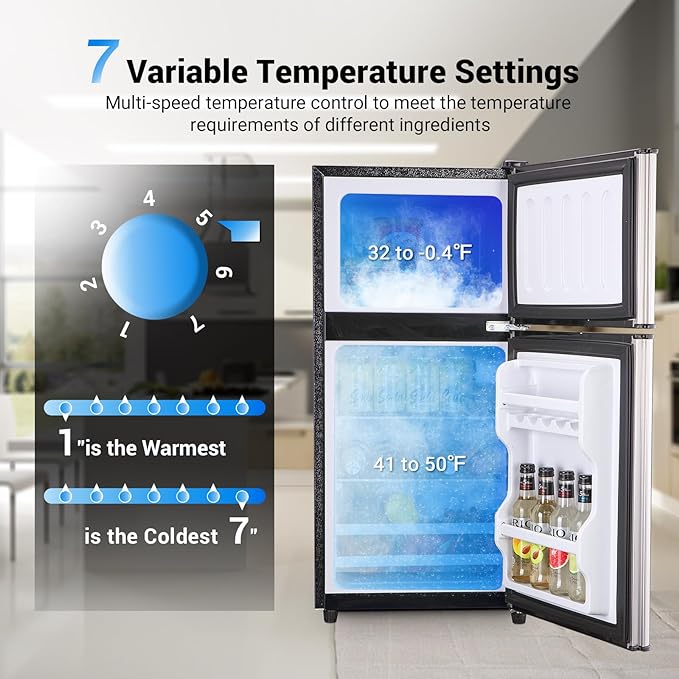 7 Variable Temperature Settings
Multi-speed temperature control to meet the temperature
requirements of different ingredients
4
3
5
2
6
1
7
32 to -0.4°F
1"is the Warmest
41 to 50°F
is the Coldest 7"